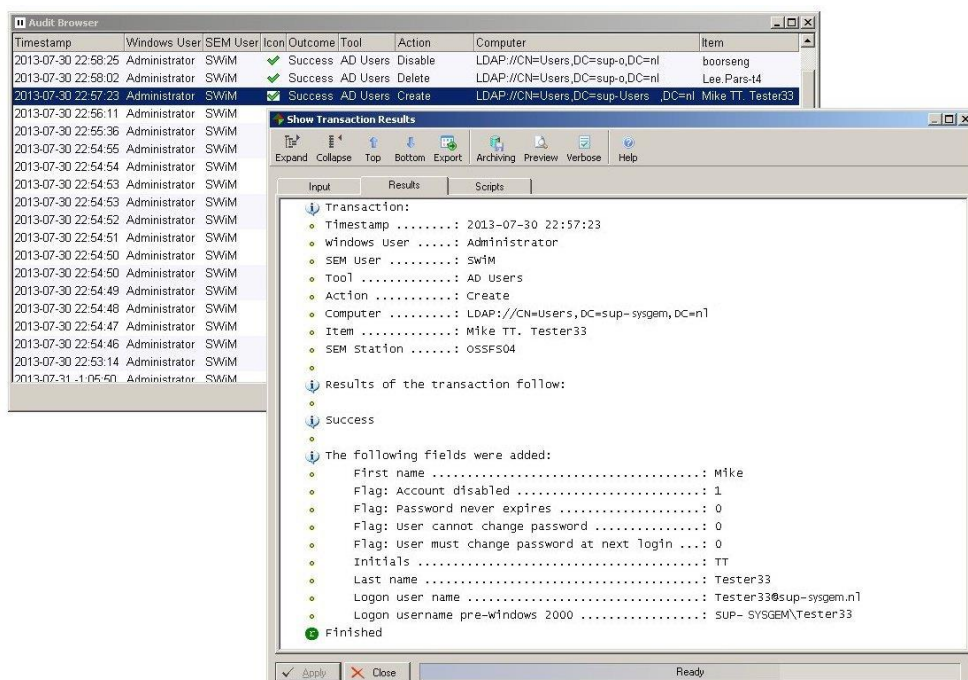 Audit Browser
Timestamp Windows User SEM User Icon Outcome Tool Action Computer Item
2013-07-30 22:58:25 Administrator SWiM Success AD Users Disable LDAP://CN=Users,DC=sup-o,DC=nl boorseng
2013-07-30 22:58:02 Administrator SWiM Success AD Users Delete LDAP://CN=Users,DC=sup-o,DC=nl Lee.Pars-t4
2013-07-30 22:57:23 Administrator SWiM Success AD Users Create LDAP://CN=Users,DC=sup-Users ,DC=nl Mike TT. Tester33
2013-07-30 22:56:11 Administrator SWiM
2013-07-30 22:55:36 Administrator SWiM
2013-07-30 22:54:55 Administrator SWiM
2013-07-30 22:54:54 Administrator SWiM
2013-07-30 22:54:53 Administrator SWiM
2013-07-30 22:54:53 Administrator SWiM
2013-07-30 22:54:52 Administrator SWiM
2013-07-30 22:54:51 Administrator SWiM
2013-07-30 22:54:50 Administrator SWiM
2013-07-30 22:54:50 Administrator SWiM
2013-07-30 22:54:49 Administrator SWiM
2013-07-30 22:54:48 Administrator SWiM
2013-07-30 22:54:47 Administrator SWiM
2013-07-30 22:54:46 Administrator SWiM
2013-07-30 22:53:14 Administrator SWiM
2013-07-31 -1:05:50 Administrator SWiM
Show Transaction Results
Expand Collapse Top Bottom Export Archiving Preview Verbose Help
Input Results Scripts
Transaction:
Timestamp ........: 2013-07-30 22:57:23
Windows User .....: Administrator
SEM User .........: SWiM
Tool .............: AD Users
Action ...........: Create
Computer .........: LDAP://CN=Users,DC=sup-sysgem,DC=nl
Item .............: Mike TT. Tester33
SEM Station ......: OSSFS04
Results of the transaction follow:
Success
The following fields were added:
First name ......................................: Mike
Flag: Account disabled ..........................: 1
Flag: Password never expires ....................: 0
Flag: User cannot change password ...............: 0
Flag: User must change password at next login ...: 0
Initials ........................................: TT
Last name .......................................: Tester33
Logon user name .................................: Tester33@sup-sysgem.nl
Logon username pre-Windows 2000 .................: SUP- SYSGEM\Tester33
Finished
Apply Close Ready